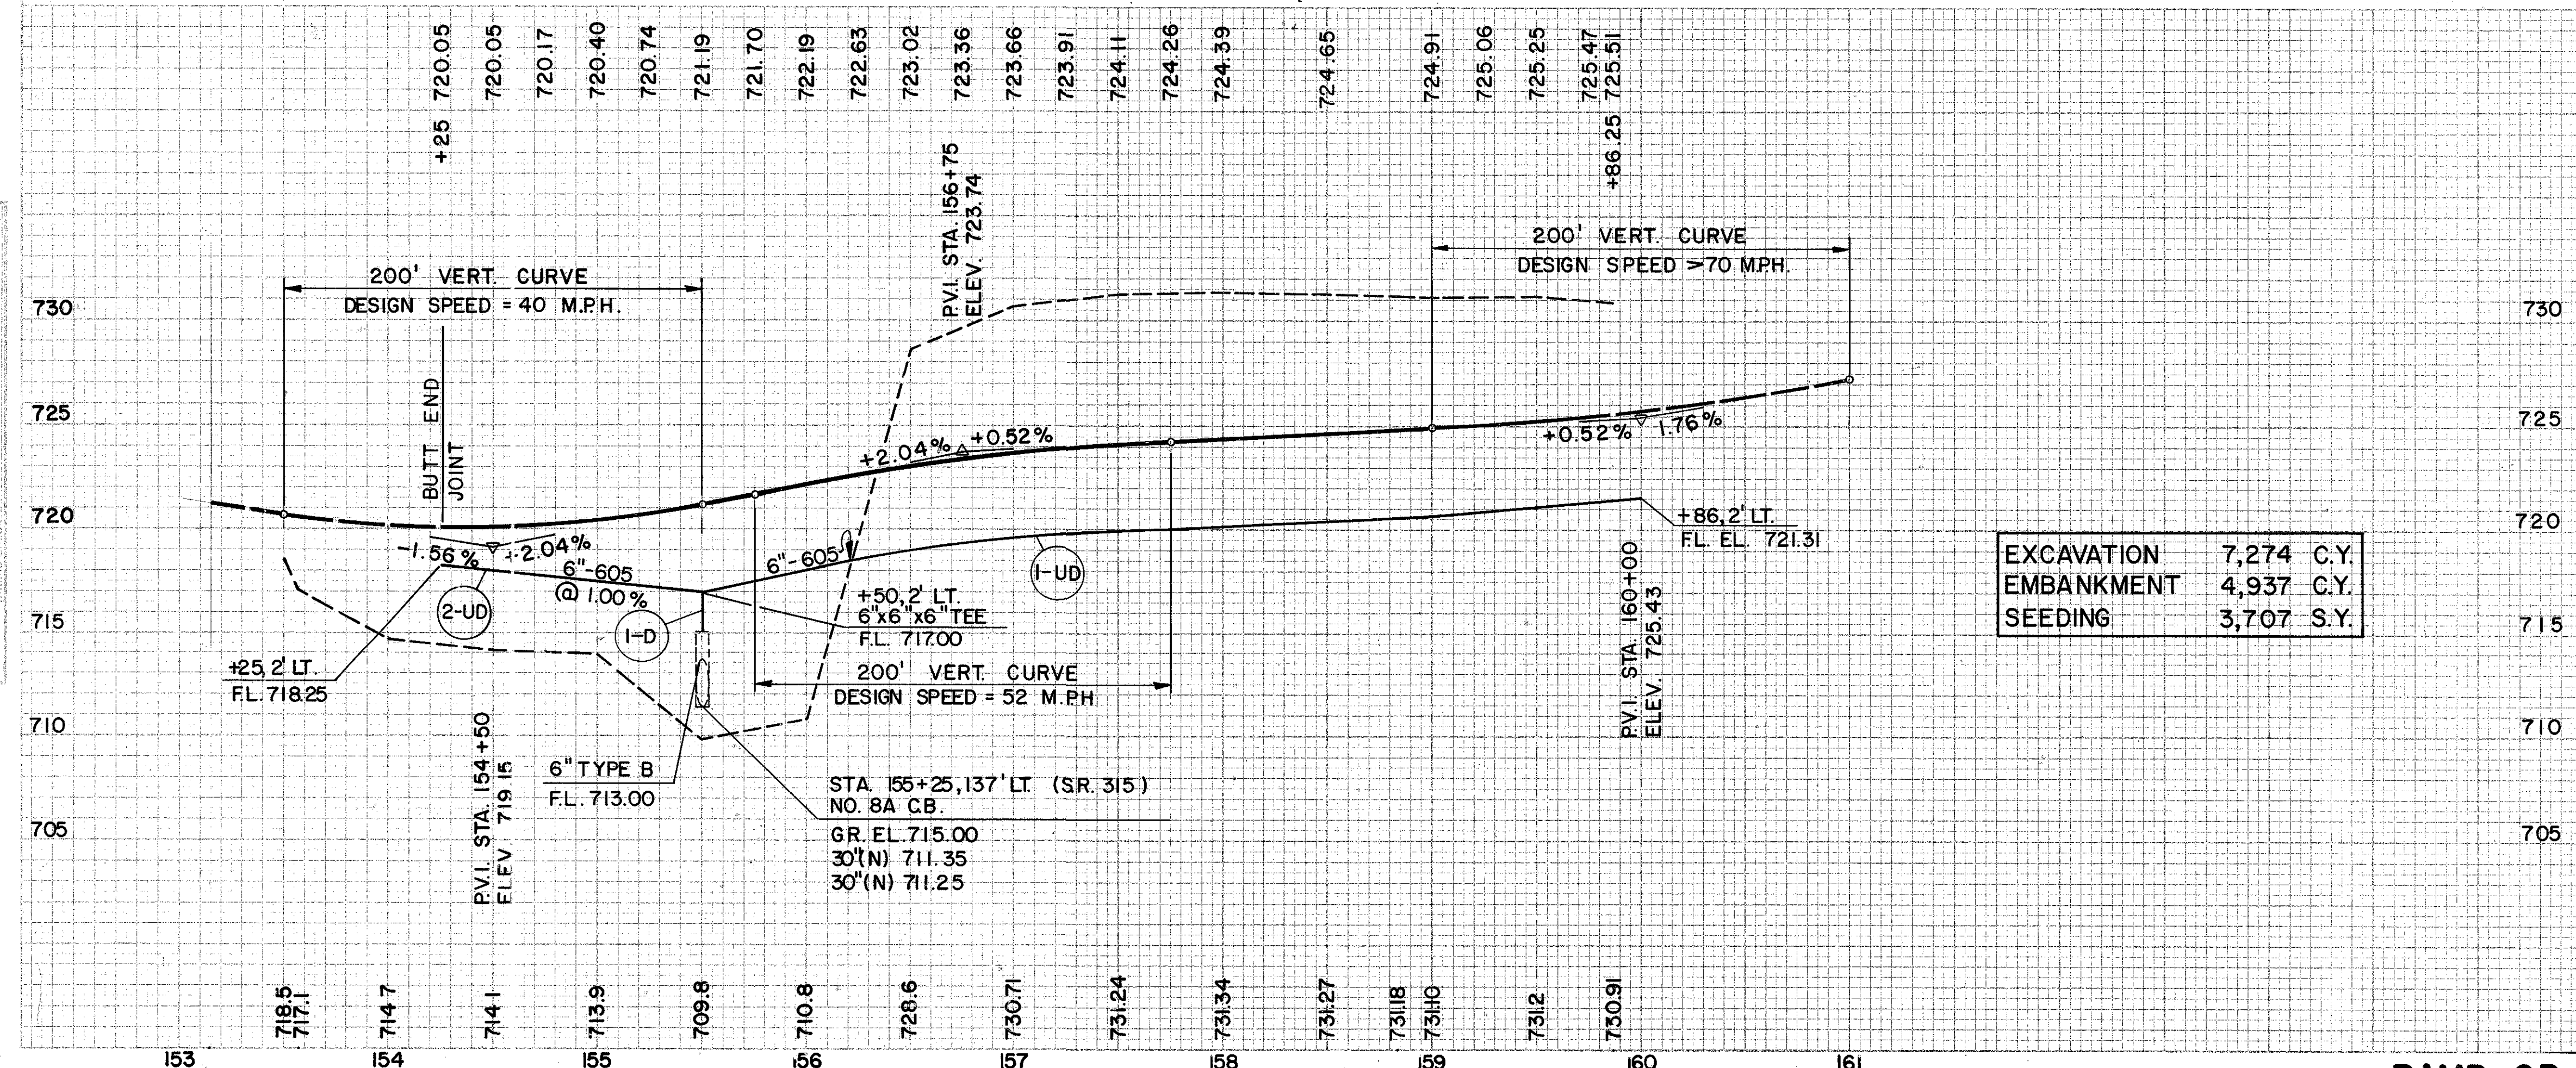 720.05
720.05
720.17
720.40
720.74
721.19
721.70
722.19
722.63
723.02
723.36
723.66
723.91
724.11
724.26
724.39
724.65
724.91
725.06
725.25
725.47
725.51
+25
+86.25
P.V.I. STA. 156+75
ELEV. 723.74
200' VERT. CURVE
DESIGN SPEED = 40 M.P.H.
200' VERT. CURVE
DESIGN SPEED >70 M.P.H.
730
730
BUTT END
JOINT
725
725
+2.04%
+0.52%
+0.52%
1.76%
720
720
-1.56%
+2.04%
6"-605
@ 1.00%
6"-605
1-UD
2-UD
1-D
+86, 2' LT.
F.L. EL. 721.31
+50, 2' LT.
6"x6"x6" TEE
F.L. 717.00
EXCAVATION 7,274 C.Y.
EMBANKMENT 4,937 C.Y.
SEEDING 3,707 S.Y.
715
715
+25, 2' LT.
F.L. 718.25
200' VERT. CURVE
DESIGN SPEED = 52 M.P.H
P.V.I. STA. 160+00
ELEV. 725.43
710
710
P.V.I. STA. 154+50
ELEV 719.15
6" TYPE B
F.L. 713.00
STA. 155+25, 137' LT. (S.R. 315)
NO. 8A C.B.
GR. EL. 715.00
30"(N) 711.35
30"(N) 711.25
705
705
718.5
717.1
714.7
714.1
713.9
709.8
710.8
728.6
730.71
731.24
731.34
731.27
731.18
731.10
731.2
730.91
153
154
155
156
157
158
159
160
161